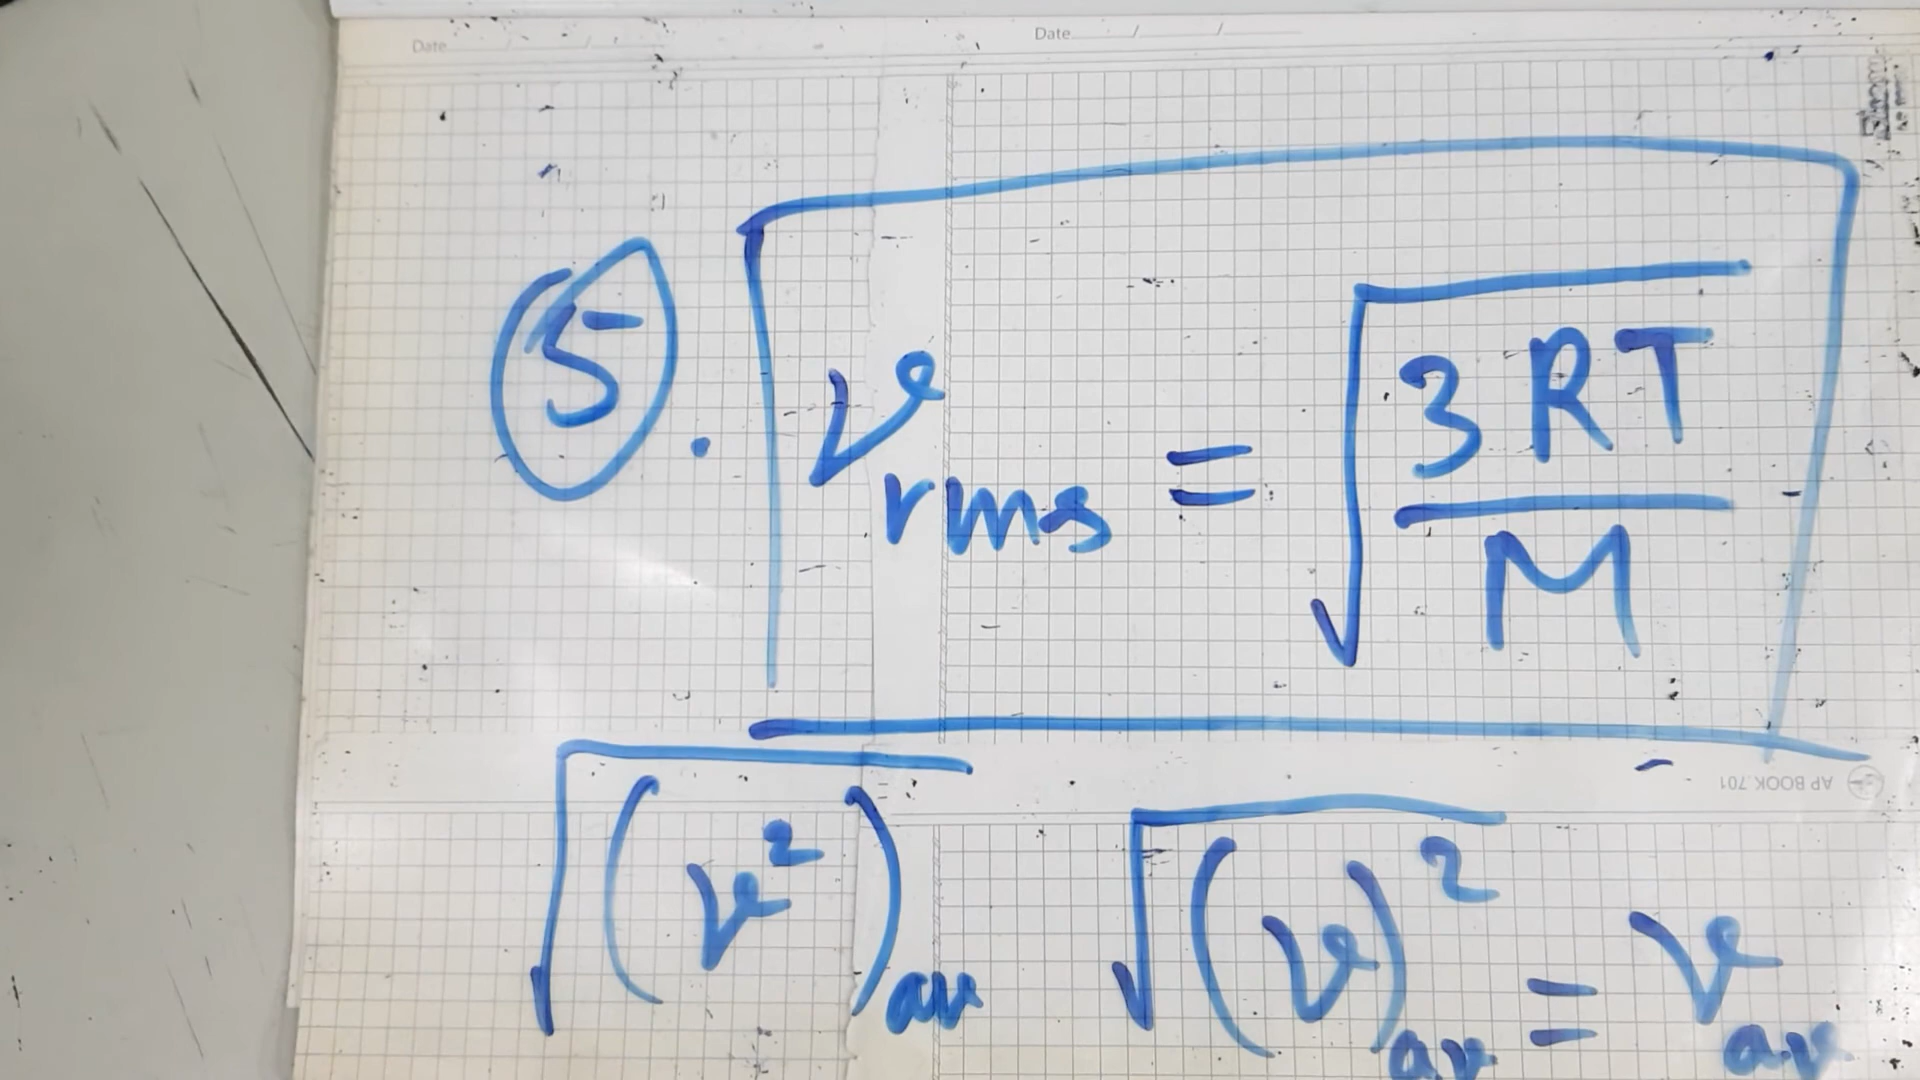 Date / /
Date / /
5. v_rms = √(3RT/M)
AP BOOK 701
√(v²)_av √(v)²_av = v_av